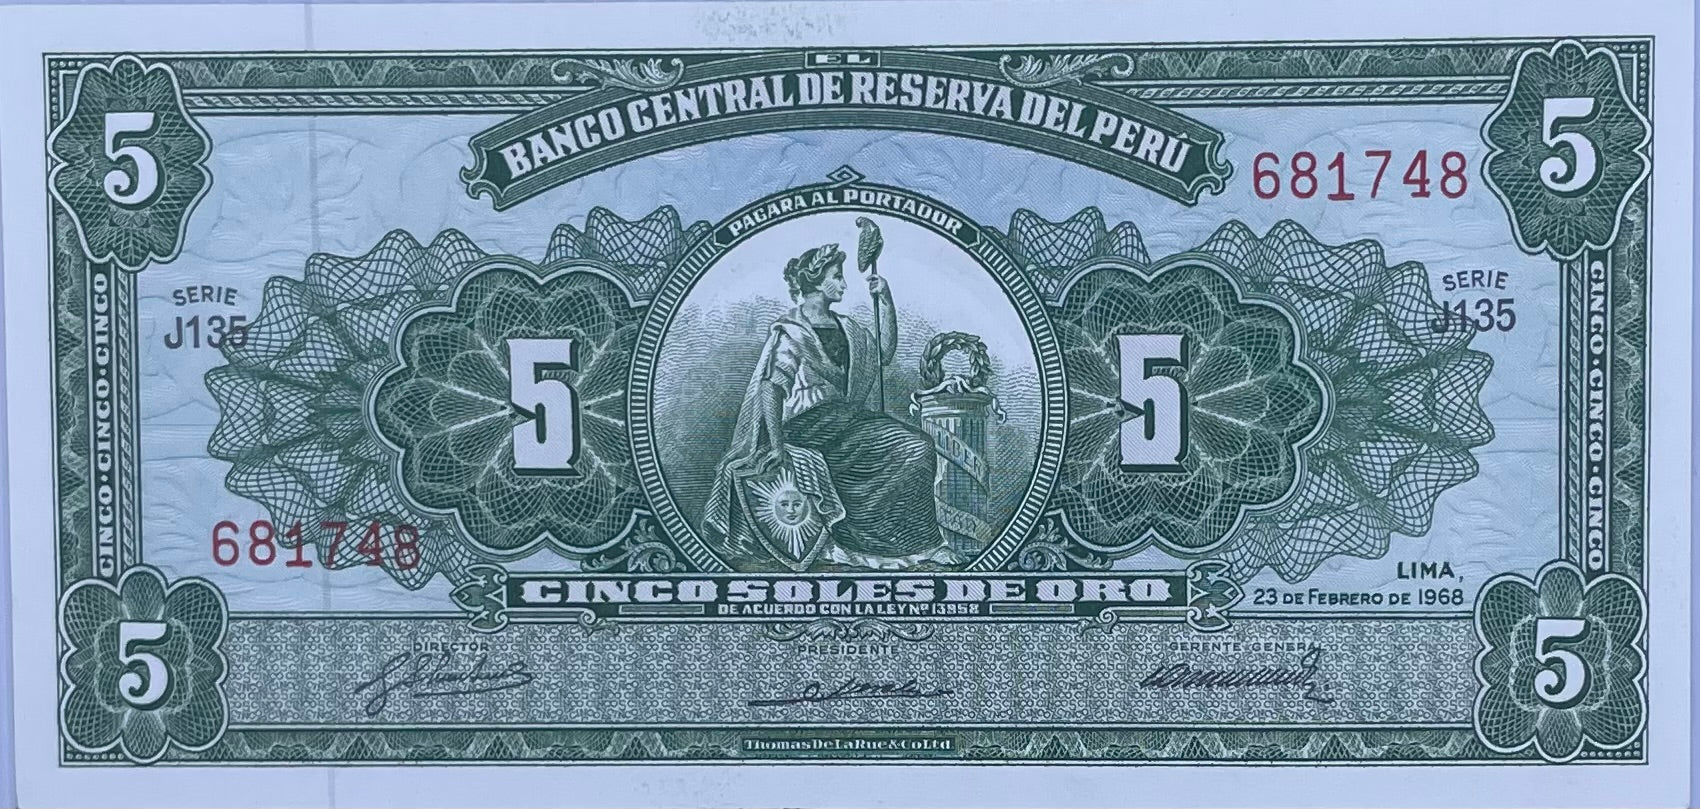 EL
BANCO CENTRAL DE RESERVA DEL PERÚ
5
5
681748
PAGARA AL PORTADOR
SERIE
J135
SERIE
J135
CINCO·CINCO·CINCO
CINCO·CINCO·CINCO
5
5
681748
LIMA,
23 DE FEBRERO DE 1968
CINCO SOLES DE ORO
DE ACUERDO CON LA LEY Nº 13958
5
5
DIRECTOR
PRESIDENTE
GERENTE GENERAL
Thomas De La Rue & Co Ltd